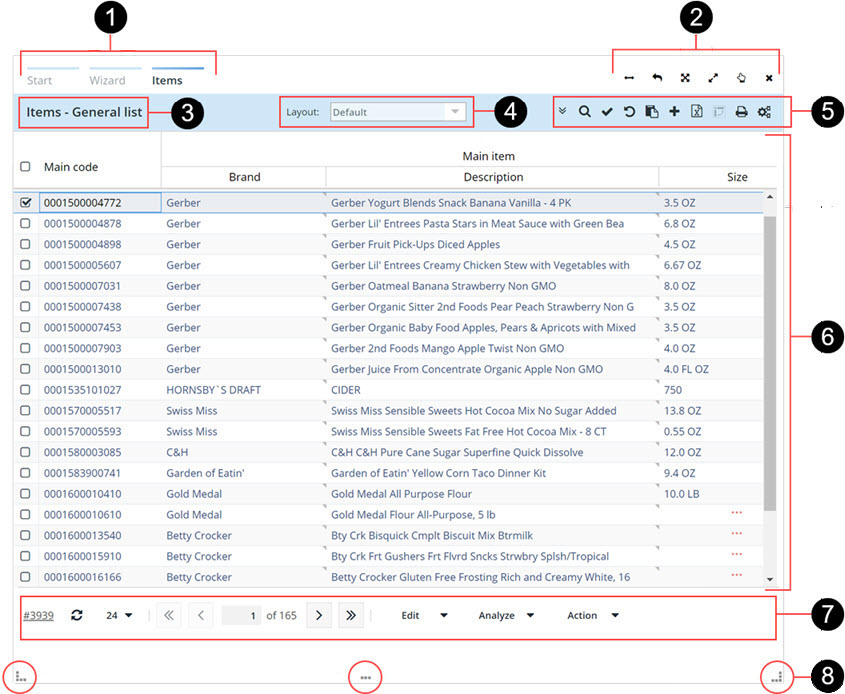 1
2
Start Wizard Items
Items - General list
3
Layout: Default
4
5
Main code
Main item
Brand Description Size
0001500004772 Gerber Gerber Yogurt Blends Snack Banana Vanilla - 4 PK 3.5 OZ
0001500004878 Gerber Gerber Lil' Entrees Pasta Stars in Meat Sauce with Green Bea 6.8 OZ
0001500004898 Gerber Gerber Fruit Pick-Ups Diced Apples 4.5 OZ
0001500005607 Gerber Gerber Lil' Entrees Creamy Chicken Stew with Vegetables with 6.67 OZ
0001500007031 Gerber Gerber Oatmeal Banana Strawberry Non GMO 8.0 OZ
0001500007438 Gerber Gerber Organic Sitter 2nd Foods Pear Peach Strawberry Non G 3.5 OZ
0001500007453 Gerber Gerber Organic Baby Food Apples, Pears & Apricots with Mixed 3.5 OZ
6
0001500007903 Gerber Gerber 2nd Foods Mango Apple Twist Non GMO 4.0 OZ
0001500013010 Gerber Gerber Juice From Concentrate Organic Apple Non GMO 4.0 FL OZ
0001535101027 HORNSBY`S DRAFT CIDER 750
0001570005517 Swiss Miss Swiss Miss Sensible Sweets Hot Cocoa Mix No Sugar Added 13.8 OZ
0001570005593 Swiss Miss Swiss Miss Sensible Sweets Fat Free Hot Cocoa Mix - 8 CT 0.55 OZ
0001580003085 C&H C&H C&H Pure Cane Sugar Superfine Quick Dissolve 12.0 OZ
0001583900741 Garden of Eatin' Garden of Eatin' Yellow Corn Taco Dinner Kit 9.4 OZ
0001600010410 Gold Medal Gold Medal All Purpose Flour 10.0 LB
0001600010610 Gold Medal Gold Medal Flour All-Purpose, 5 lb ...
0001600013540 Betty Crocker Bty Crk Bisquick Cmplt Biscuit Mix Btrmilk ...
0001600015910 Betty Crocker Bty Crk Frt Gushers Frt Flvrd Sncks Strwbry Splsh/Tropical ...
0001600016166 Betty Crocker Betty Crocker Gluten Free Frosting Rich and Creamy White, 16 ...
#3939 24 1 of 165 Edit Analyze Action
7
8